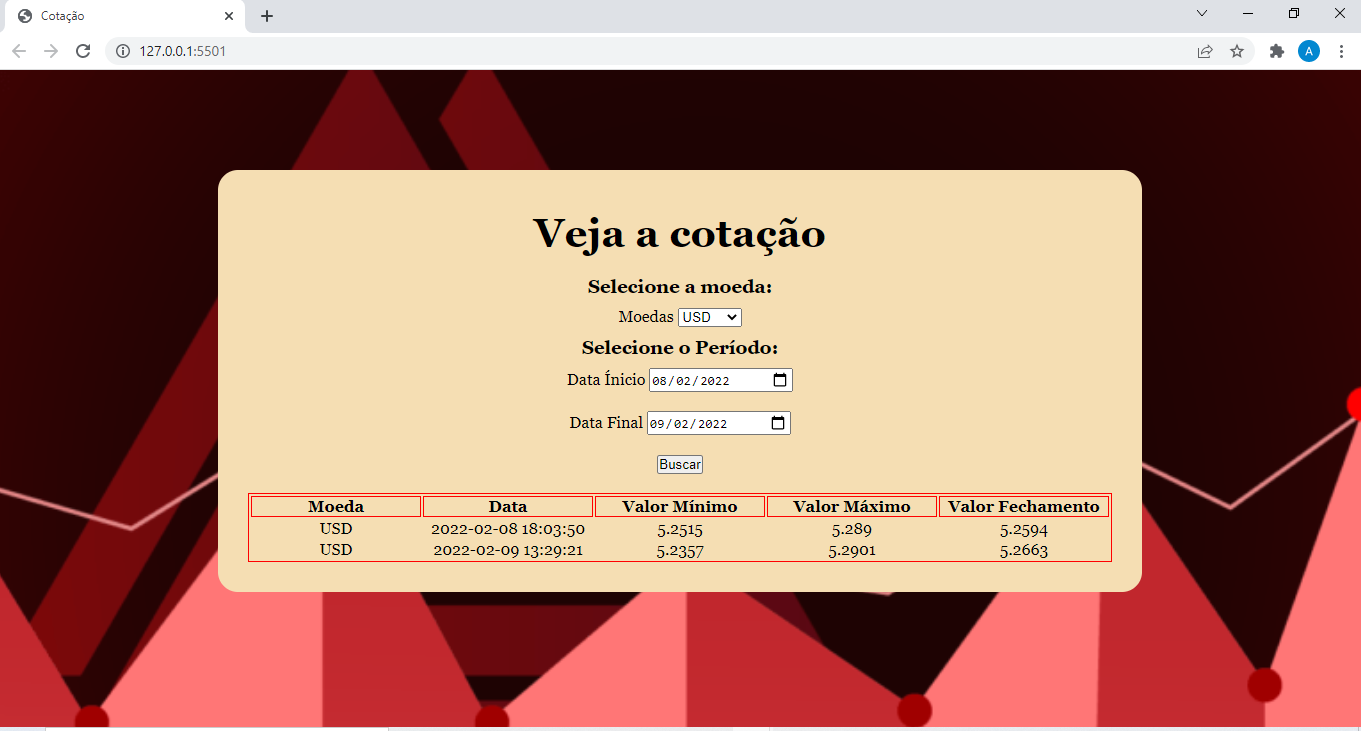 Cotação
127.0.0.1:5501
A
Veja a cotação
Selecione a moeda:
Moedas USD
Selecione o Período:
Data Ínicio 08/02/2022
Data Final 09/02/2022
Buscar
Moeda Data Valor Mínimo Valor Máximo Valor Fechamento
USD 2022-02-08 18:03:50 5.2515 5.289 5.2594
USD 2022-02-09 13:29:21 5.2357 5.2901 5.2663